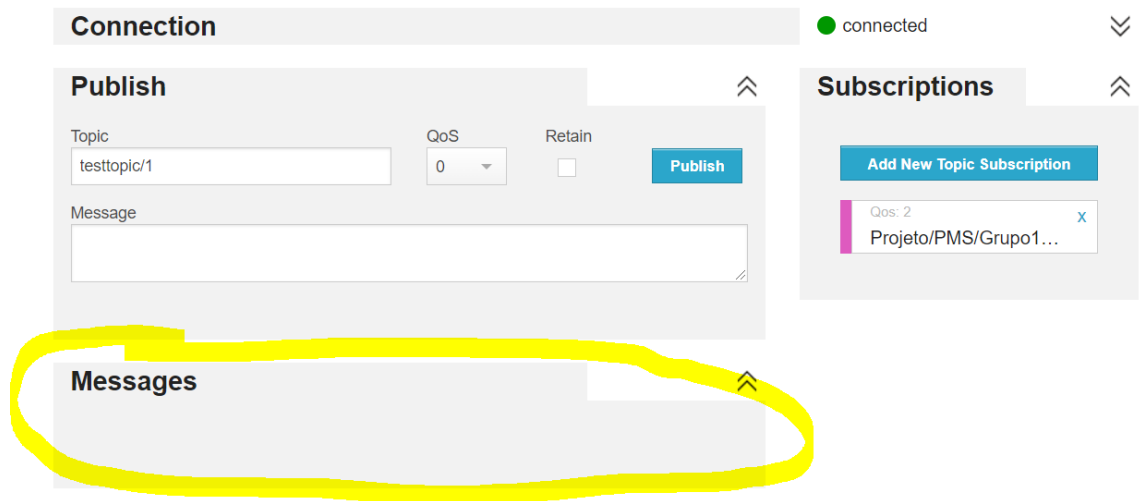 Connection
connected
Publish
Subscriptions
Topic
QoS
Retain
testtopic/1
0
Publish
Add New Topic Subscription
Message
Qos: 2
X
Projeto/PMS/Grupo1...
Messages